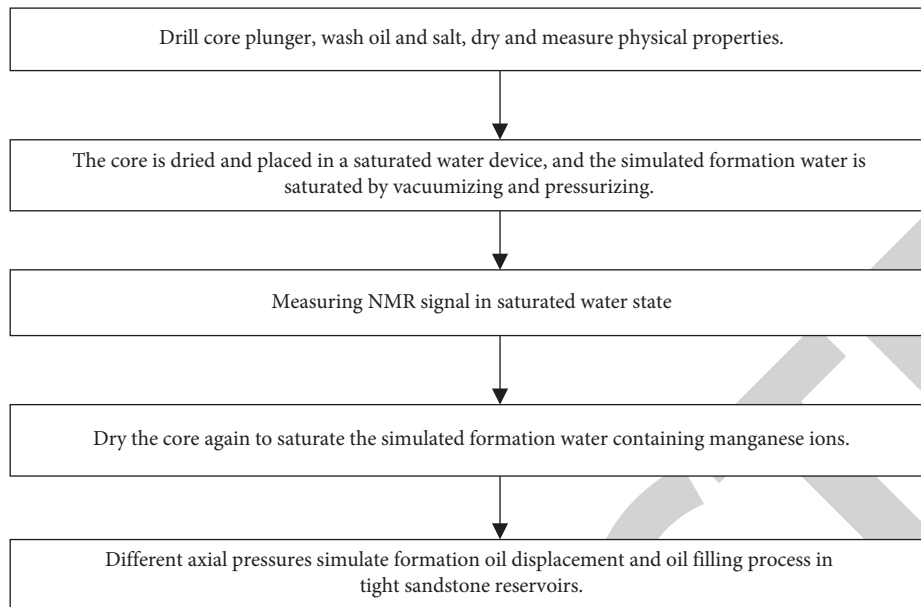 Drill core plunger, wash oil and salt, dry and measure physical properties.
The core is dried and placed in a saturated water device, and the simulated formation water is
saturated by vacuumizing and pressurizing.
Measuring NMR signal in saturated water state
Dry the core again to saturate the simulated formation water containing manganese ions.
Different axial pressures simulate formation oil displacement and oil filling process in
tight sandstone reservoirs.